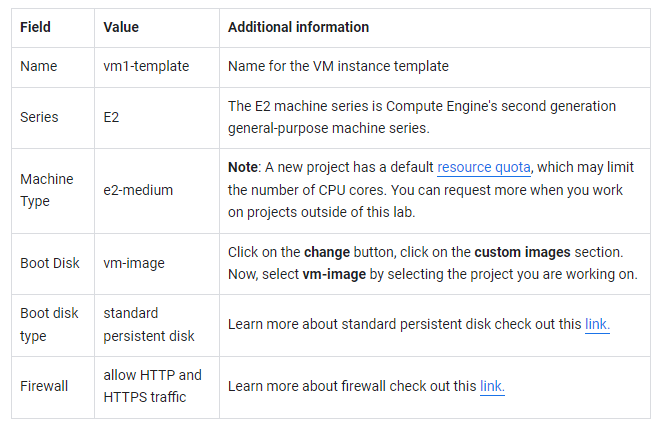 Field Value Additional information
Name vm1-template Name for the VM instance template
Series E2 The E2 machine series is Compute Engine's second generation
general-purpose machine series.
Machine Type e2-medium Note: A new project has a default resource quota, which may limit
the number of CPU cores. You can request more when you work
on projects outside of this lab.
Boot Disk vm-image Click on the change button, click on the custom images section.
Now, select vm-image by selecting the project you are working on.
Boot disk type standard persistent disk Learn more about standard persistent disk check out this link.
Firewall allow HTTP and HTTPS traffic Learn more about firewall check out this link.